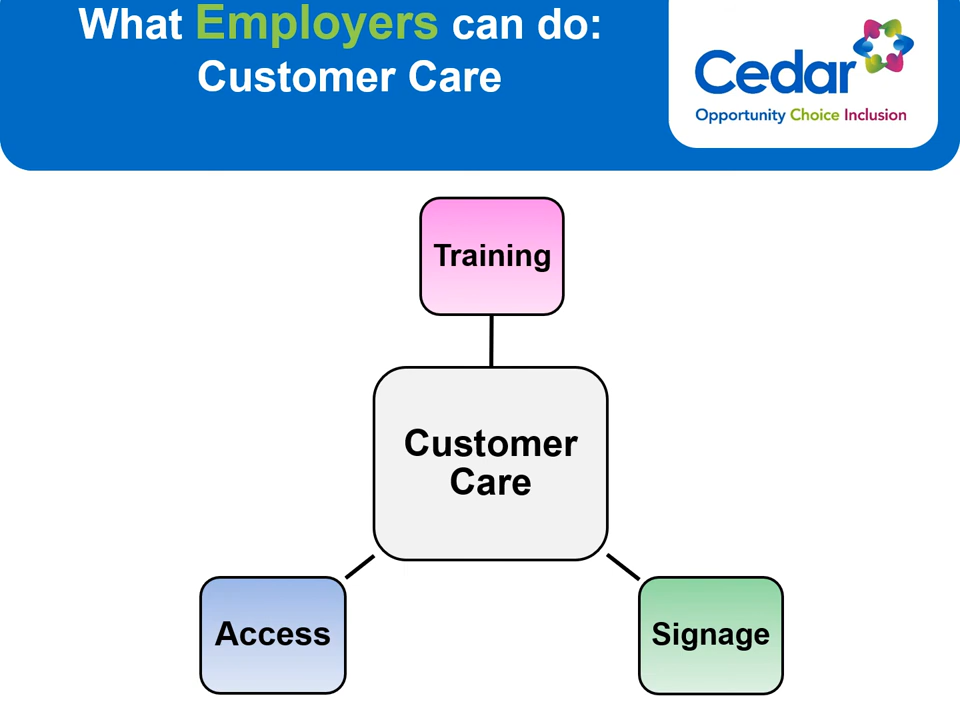 What Employers can do:
Customer Care
Cedar
Opportunity Choice Inclusion
Training
Customer
Care
Access
Signage